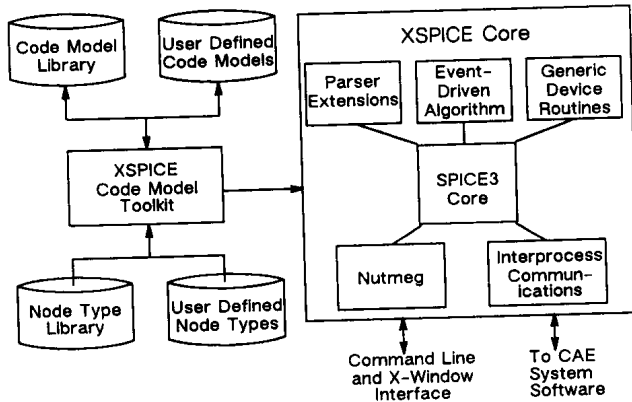 Code Model
Library
User Defined
Code Models
XSPICE
Code Model
Toolkit
Node Type
Library
User Defined
Node Types
XSPICE Core
Parser
Extensions
Event-
Driven
Algorithm
Generic
Device
Routines
SPICE3
Core
Nutmeg
Interprocess
Commun-
ications
Command Line
and X-Window
Interface
To CAE
System
Software